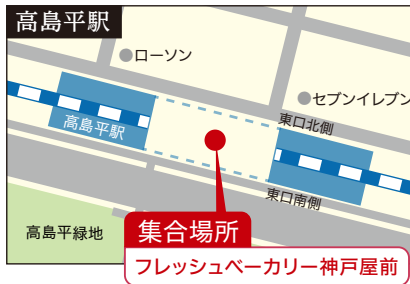 高島平駅
ローソン
セブンイレブン
東口北側
高島平駅
東口南側
高島平緑地
集合場所
フレッシュベーカリー神戸屋前